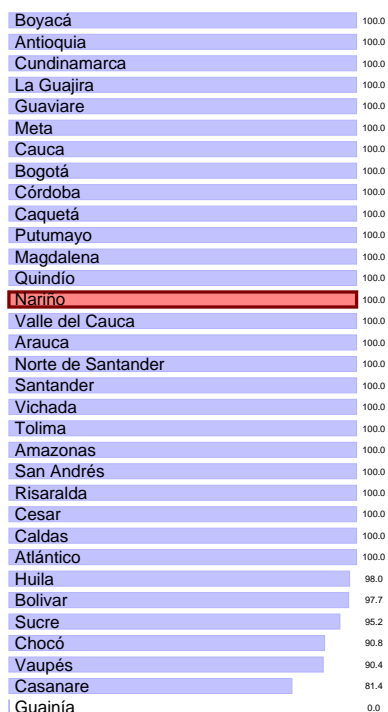 Boyacá 100.0
Antioquia 100.0
Cundinamarca 100.0
La Guajira 100.0
Guaviare 100.0
Meta 100.0
Cauca 100.0
Bogotá 100.0
Córdoba 100.0
Caquetá 100.0
Putumayo 100.0
Magdalena 100.0
Quindío 100.0
Nariño 100.0
Valle del Cauca 100.0
Arauca 100.0
Norte de Santander 100.0
Santander 100.0
Vichada 100.0
Tolima 100.0
Amazonas 100.0
San Andrés 100.0
Risaralda 100.0
Cesar 100.0
Caldas 100.0
Atlántico 100.0
Huila 98.0
Bolivar 97.7
Sucre 95.2
Chocó 90.8
Vaupés 90.4
Casanare 81.4
Guainía 0.0